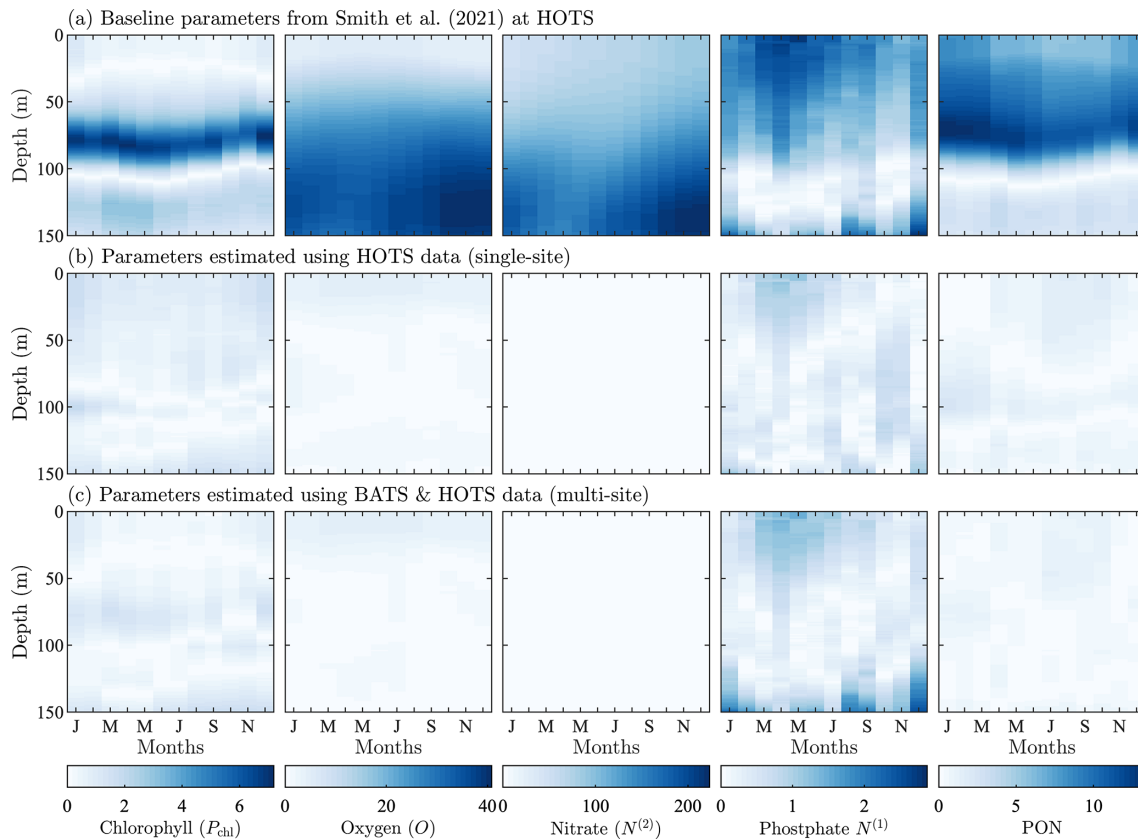 (a) Baseline parameters from Smith et al. (2021) at HOTS
0
50
100
150
Depth (m)
(b) Parameters estimated using HOTS data (single-site)
0
50
100
150
Depth (m)
(c) Parameters estimated using BATS & HOTS data (multi-site)
0
50
100
150
Depth (m)
J M M J S N
J M M J S N
J M M J S N
J M M J S N
J M M J S N
Months
Months
Months
Months
Months
0 2 4 6
0 10 20 30 40
0 100 200
0 1 2
0 5 10
Chlorophyll (Pchl)
Oxygen (O)
Nitrate (N(2))
Phostphate N(1)
PON